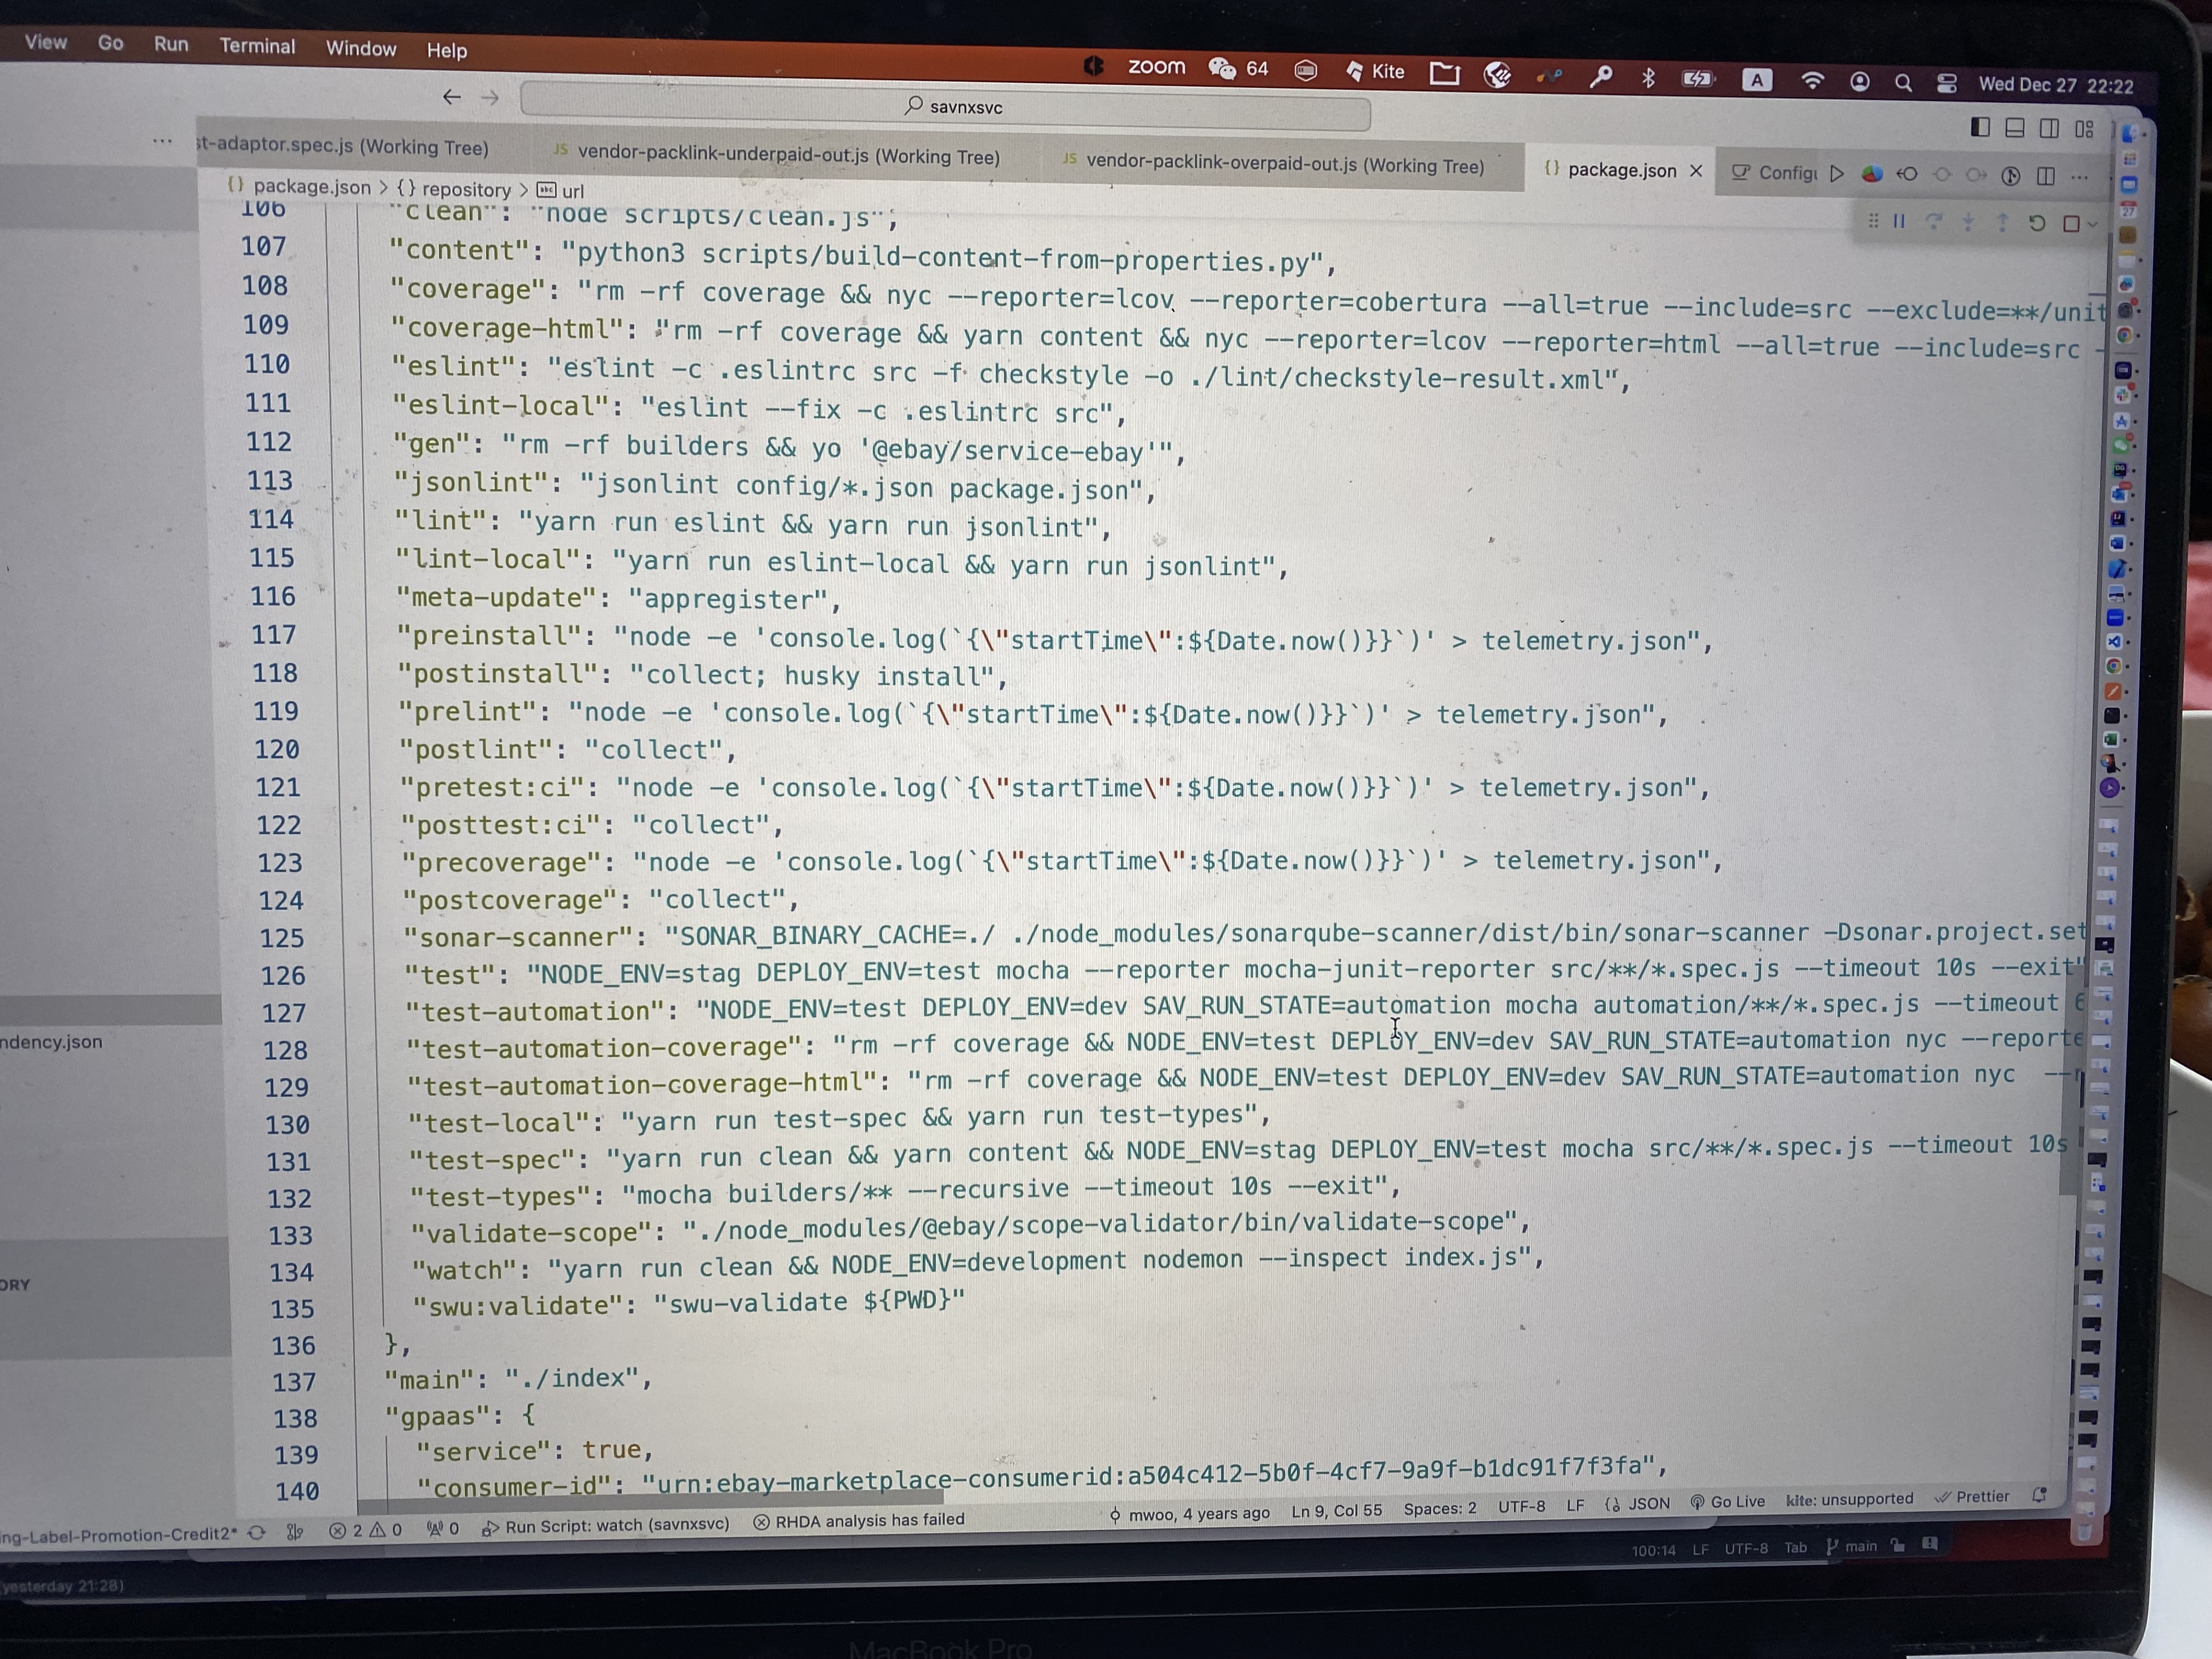 View Go Run Terminal Window Help zoom 64 Kite A Wed Dec 27 22:22
savnxsvc
st-adaptor.spec.js (Working Tree) JS vendor-packlink-underpaid-out.js (Working Tree) JS vendor-packlink-overpaid-out.js (Working Tree) {} package.json × Config
{} package.json > {} repository > abc url
106 "clean": "node scripts/clean.js",
107 "content": "python3 scripts/build-content-from-properties.py",
108 "coverage": "rm -rf coverage && nyc --reporter=lcov --reporter=cobertura --all=true --include=src --exclude=**/unit
109 "coverage-html": "rm -rf coverage && yarn content && nyc --reporter=lcov --reporter=html --all=true --include=src -
110 "eslint": "eslint -c .eslintrc src -f checkstyle -o ./lint/checkstyle-result.xml",
111 "eslint-local": "eslint --fix -c .eslintrc src",
112 "gen": "rm -rf builders && yo '@ebay/service-ebay'",
113 "jsonlint": "jsonlint config/*.json package.json",
114 "lint": "yarn run eslint && yarn run jsonlint",
115 "lint-local": "yarn run eslint-local && yarn run jsonlint",
116 "meta-update": "appregister",
117 "preinstall": "node -e 'console.log(`{\"startTime\":${Date.now()}}`)' > telemetry.json",
118 "postinstall": "collect; husky install",
119 "prelint": "node -e 'console.log(`{\"startTime\":${Date.now()}}`)' > telemetry.json",
120 "postlint": "collect",
121 "pretest:ci": "node -e 'console.log(`{\"startTime\":${Date.now()}}`)' > telemetry.json",
122 "posttest:ci": "collect",
123 "precoverage": "node -e 'console.log(`{\"startTime\":${Date.now()}}`)' > telemetry.json",
124 "postcoverage": "collect",
125 "sonar-scanner": "SONAR_BINARY_CACHE=./ ./node_modules/sonarqube-scanner/dist/bin/sonar-scanner -Dsonar.project.set
126 "test": "NODE_ENV=stag DEPLOY_ENV=test mocha --reporter mocha-junit-reporter src/**/*.spec.js --timeout 10s --exit"
127 "test-automation": "NODE_ENV=test DEPLOY_ENV=dev SAV_RUN_STATE=automation mocha automation/**/*.spec.js --timeout 6
128 "test-automation-coverage": "rm -rf coverage && NODE_ENV=test DEPLOY_ENV=dev SAV_RUN_STATE=automation nyc --reporte
129 "test-automation-coverage-html": "rm -rf coverage && NODE_ENV=test DEPLOY_ENV=dev SAV_RUN_STATE=automation nyc --r
130 "test-local": "yarn run test-spec && yarn run test-types",
131 "test-spec": "yarn run clean && yarn content && NODE_ENV=stag DEPLOY_ENV=test mocha src/**/*.spec.js --timeout 10s
132 "test-types": "mocha builders/** --recursive --timeout 10s --exit",
133 "validate-scope": "./node_modules/@ebay/scope-validator/bin/validate-scope",
134 "watch": "yarn run clean && NODE_ENV=development nodemon --inspect index.js",
135 "swu:validate": "swu-validate ${PWD}"
136 },
137 "main": "./index",
138 "gpaas": {
139 "service": true,
140 "consumer-id": "urn:ebay-marketplace-consumerid:a504c412-5b0f-4cf7-9a9f-b1dc91f7f3fa",
ndency.json
ORY
ng-Label-Promotion-Credit2* 2 0 0 Run Script: watch (savnxsvc) RHDA analysis has failed mwoo, 4 years ago Ln 9, Col 55 Spaces: 2 UTF-8 LF JSON Go Live kite: unsupported Prettier
100:14 LF UTF-8 Tab main
yesterday 21:28)
MacBook Pro